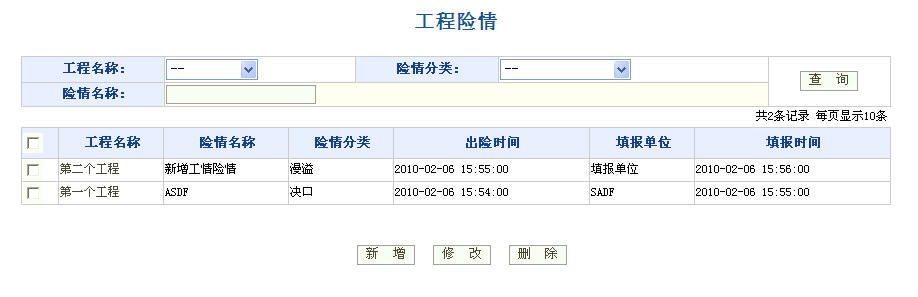 工程险情
工程名称： -- 险情分类： -- 查 询
险情名称：
共2条记录 每页显示10条
工程名称 险情名称 险情分类 出险时间 填报单位 填报时间
第二个工程 新增工情险情 漫溢 2010-02-06 15:55:00 填报单位 2010-02-06 15:56:00
第一个工程 ASDF 决口 2010-02-06 15:54:00 SADF 2010-02-06 15:55:00
新 增 修 改 删 除